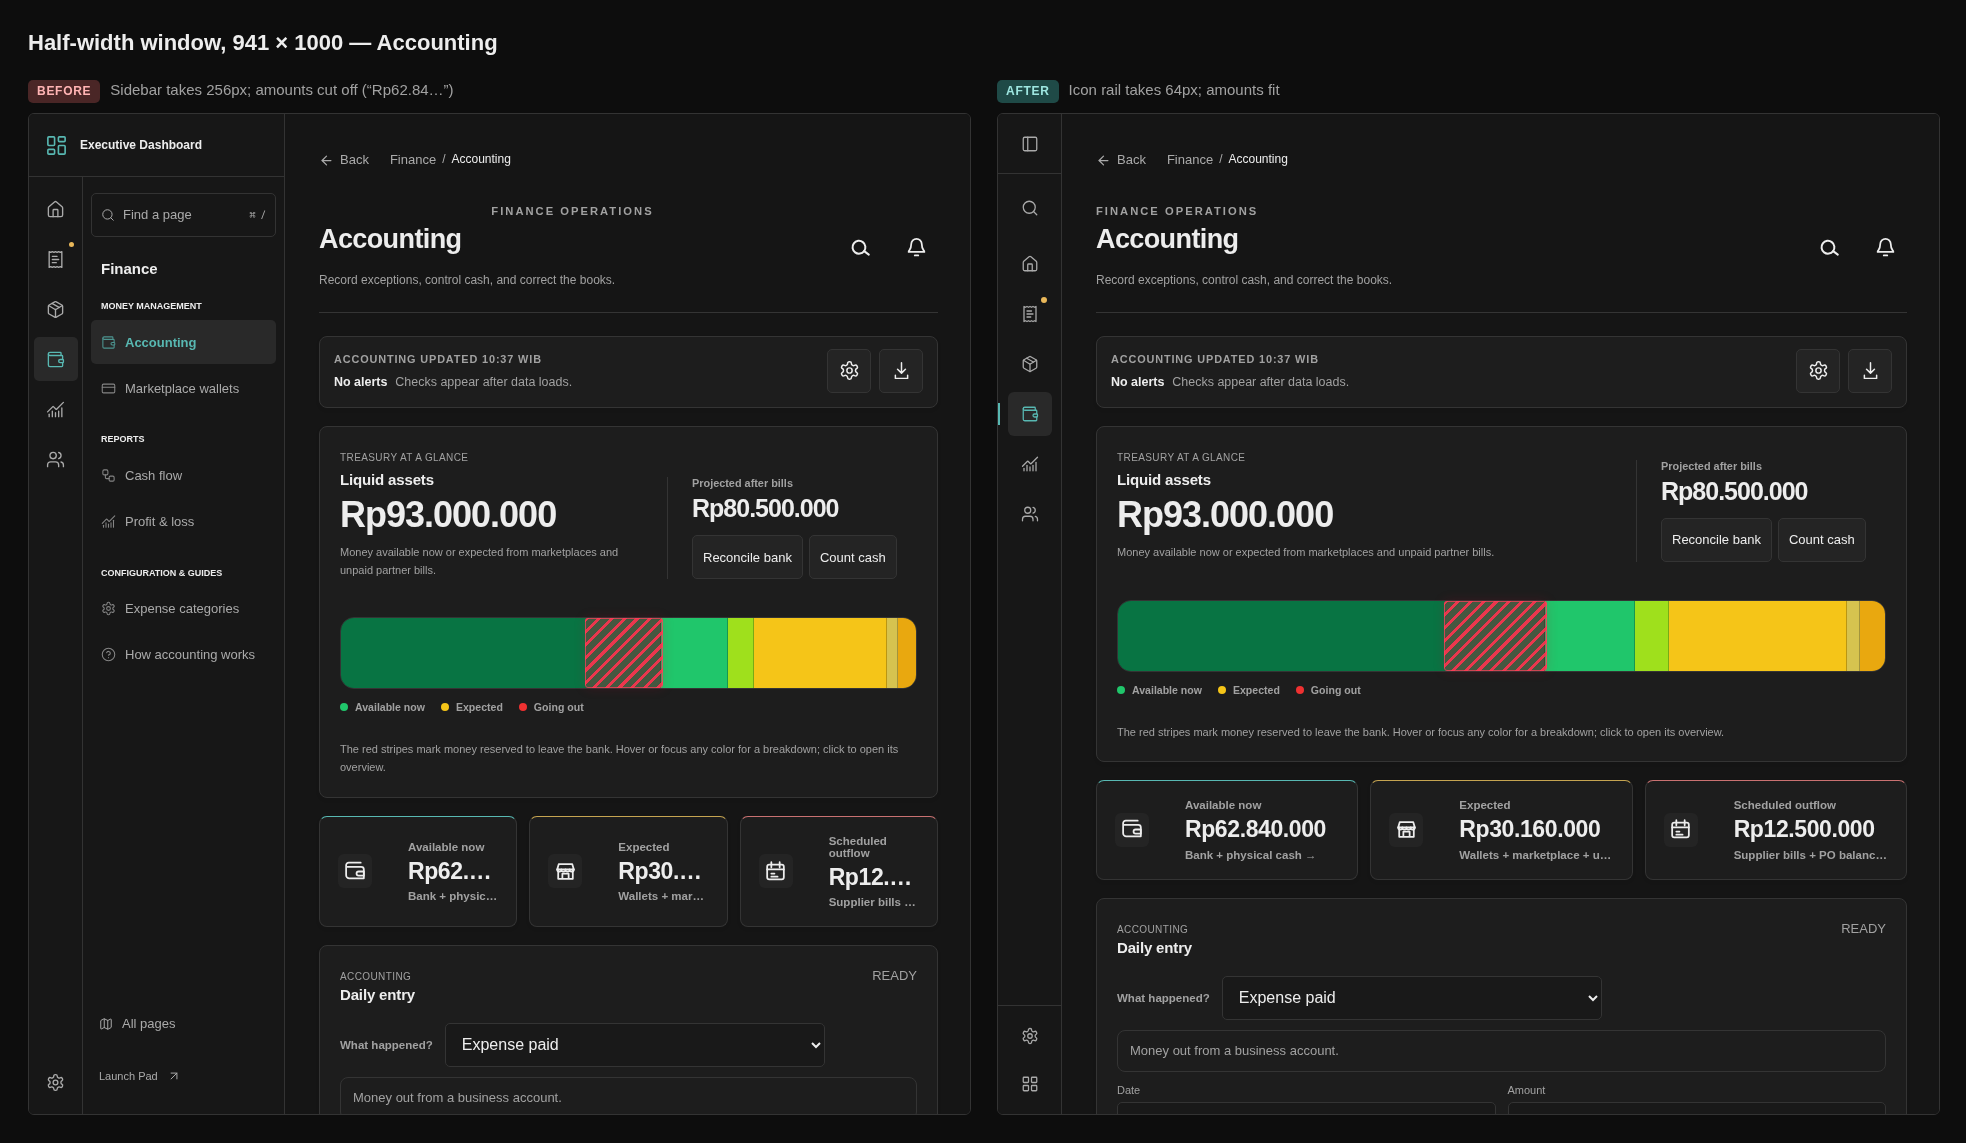 Half-width window, 941 × 1000 — Accounting
BEFORE Sidebar takes 256px; amounts cut off (“Rp62.84…”)
Executive Dashboard
Find a page ⌘ /
Finance
MONEY MANAGEMENT
Accounting
Marketplace wallets
REPORTS
Cash flow
Profit & loss
CONFIGURATION & GUIDES
Expense categories
How accounting works
All pages
Launch Pad
Back Finance / Accounting
FINANCE OPERATIONS
Accounting
Record exceptions, control cash, and correct the books.
ACCOUNTING UPDATED 10:37 WIB
No alerts Checks appear after data loads.
TREASURY AT A GLANCE
Liquid assets
Rp93.000.000
Money available now or expected from marketplaces and
unpaid partner bills.
Projected after bills
Rp80.500.000
Reconcile bank Count cash
Available now Expected Going out
The red stripes mark money reserved to leave the bank. Hover or focus any color for a breakdown; click to open its
overview.
Available now
Rp62.…
Bank + physic…
Expected
Rp30.…
Wallets + mar…
Scheduled
outflow
Rp12.…
Supplier bills …
ACCOUNTING
READY
Daily entry
What happened? Expense paid
Money out from a business account.
AFTER Icon rail takes 64px; amounts fit
Back Finance / Accounting
FINANCE OPERATIONS
Accounting
Record exceptions, control cash, and correct the books.
ACCOUNTING UPDATED 10:37 WIB
No alerts Checks appear after data loads.
TREASURY AT A GLANCE
Liquid assets
Rp93.000.000
Money available now or expected from marketplaces and unpaid partner bills.
Projected after bills
Rp80.500.000
Reconcile bank Count cash
Available now Expected Going out
The red stripes mark money reserved to leave the bank. Hover or focus any color for a breakdown; click to open its overview.
Available now
Rp62.840.000
Bank + physical cash →
Expected
Rp30.160.000
Wallets + marketplace + u…
Scheduled outflow
Rp12.500.000
Supplier bills + PO balanc…
ACCOUNTING
READY
Daily entry
What happened? Expense paid
Money out from a business account.
Date Amount